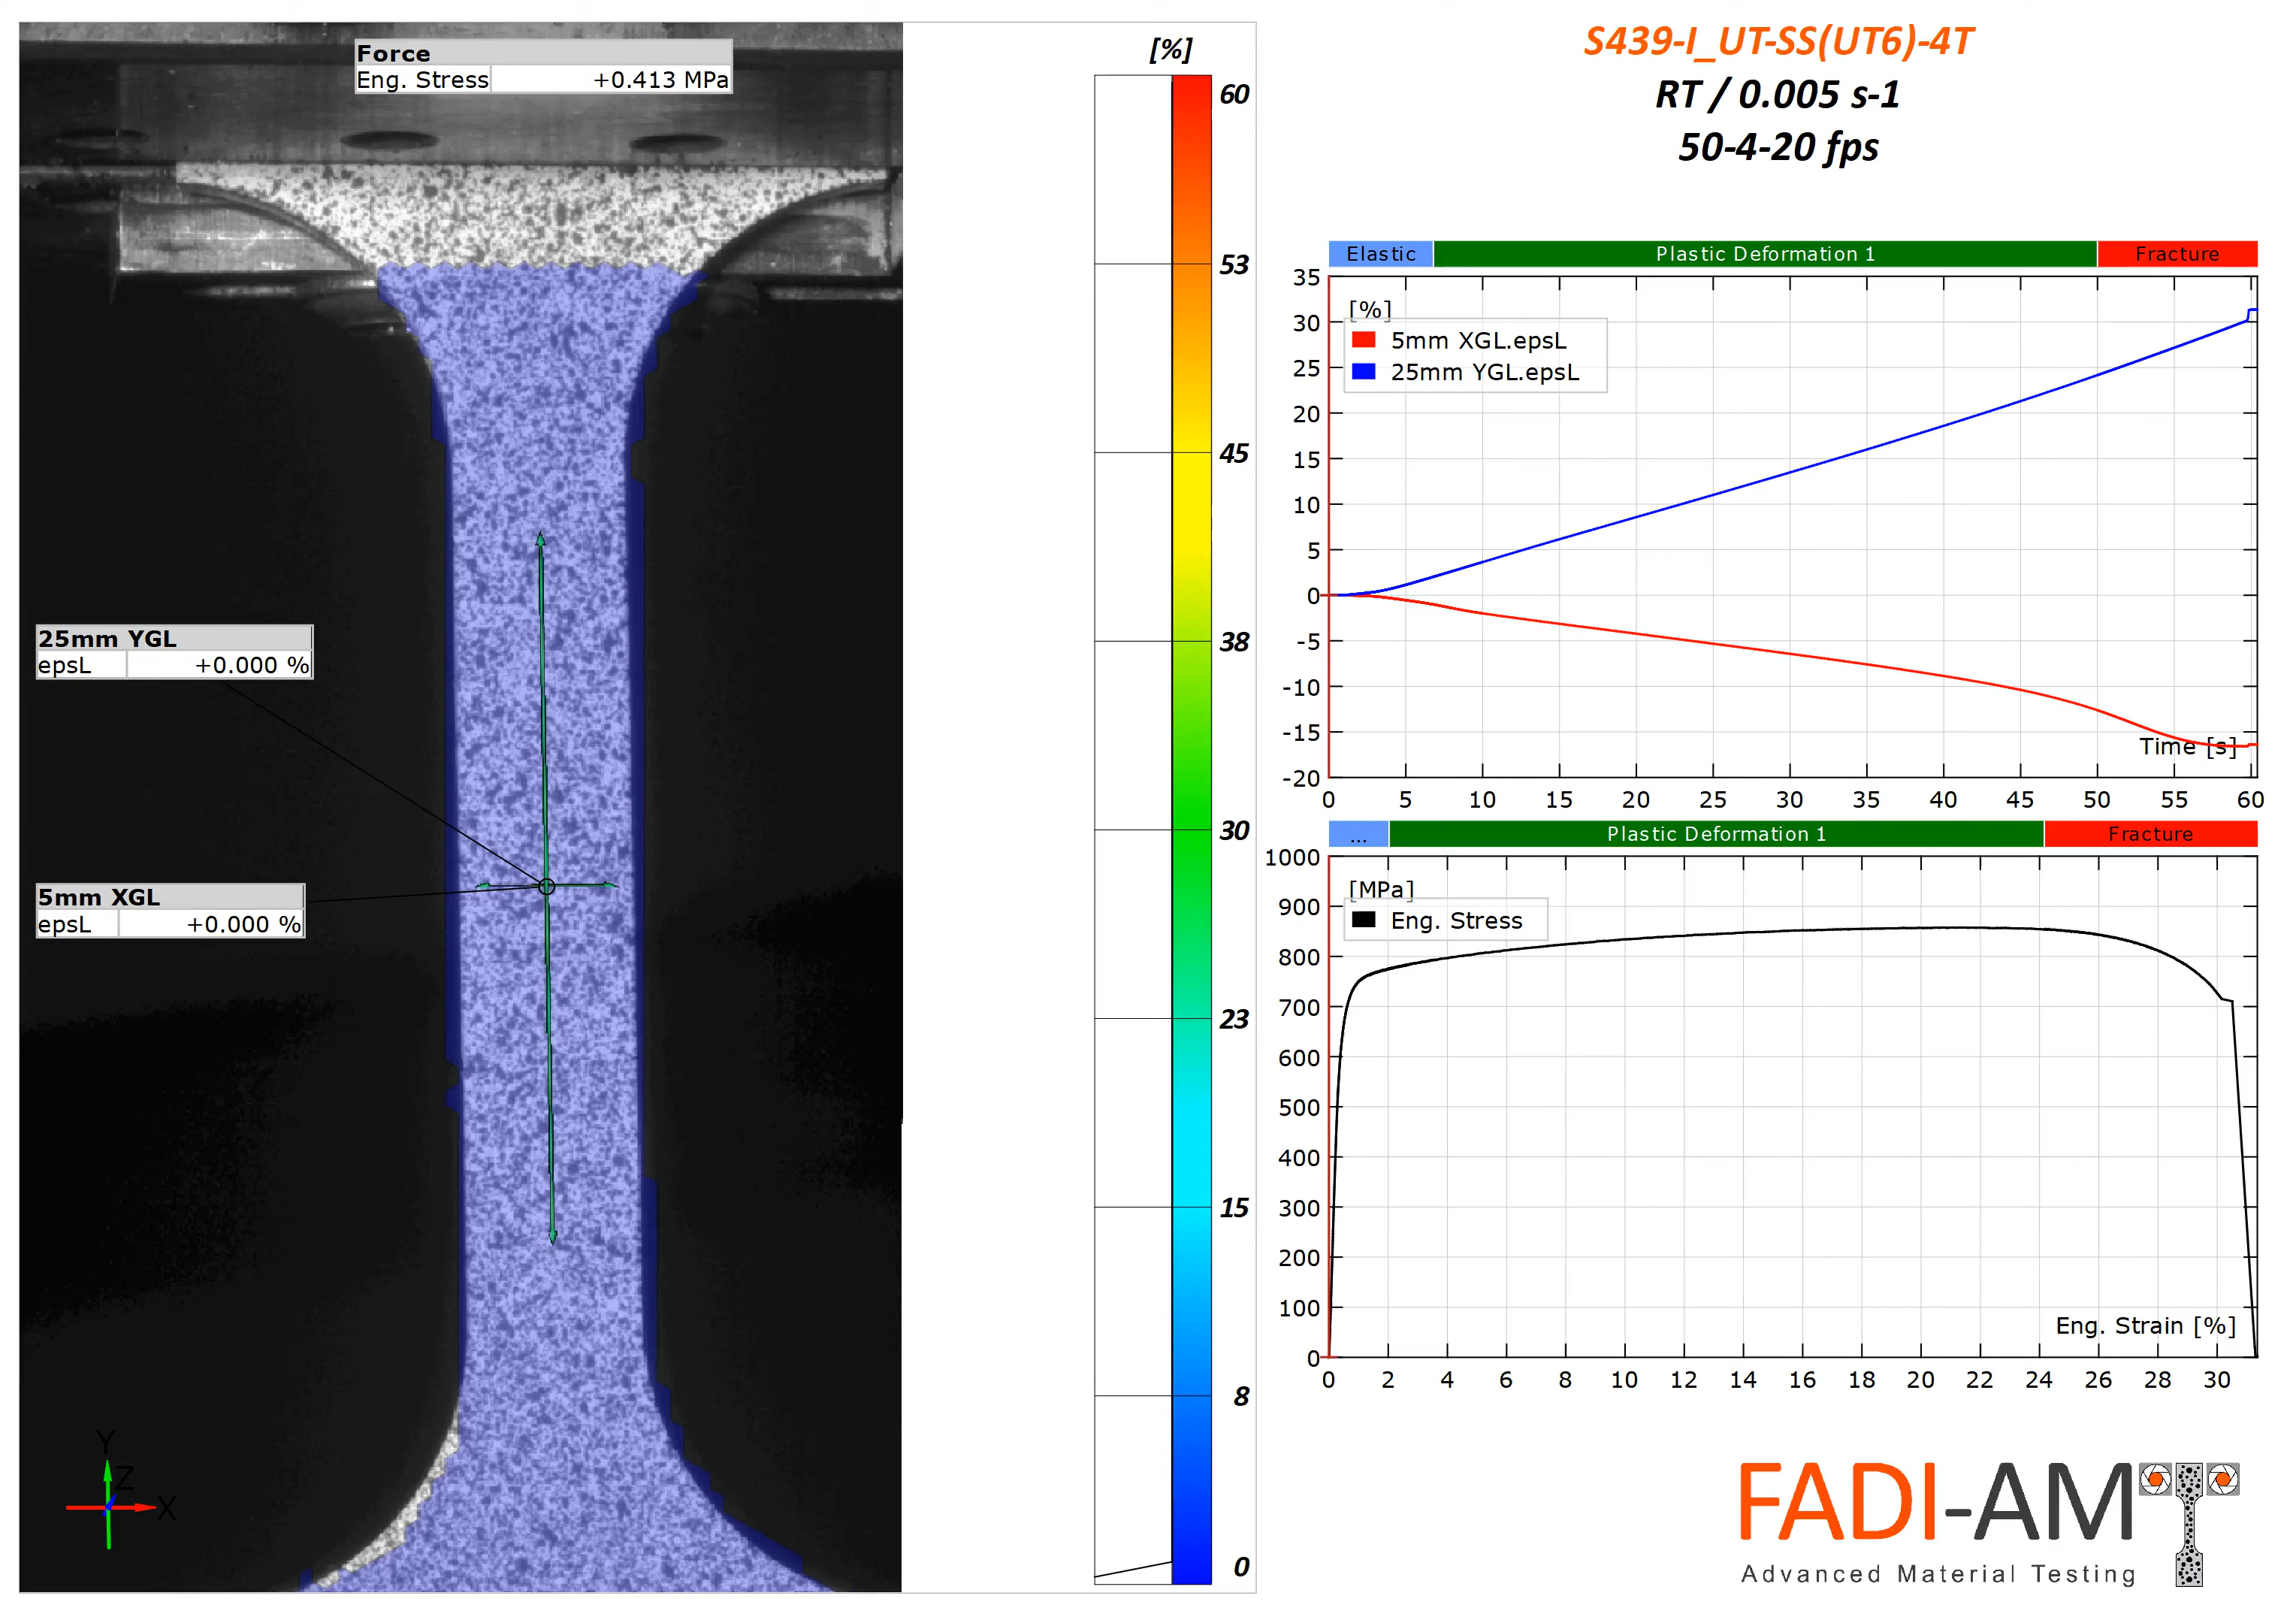 Force
Eng. Stress +0.413 MPa
25mm YGL
epsL +0.000 %
5mm XGL
epsL +0.000 %
Y
Z
X
[%]
60
53
45
38
30
23
15
8
0
S439-I_UT-SS(UT6)-4T
RT / 0.005 s-1
50-4-20 fps
Elastic Plastic Deformation 1 Fracture
[%]
5mm XGL.epsL
25mm YGL.epsL
35
30
25
20
15
10
5
0
-5
-10
-15
-20
Time [s]
0 5 10 15 20 25 30 35 40 45 50 55 60
... Plastic Deformation 1 Fracture
[MPa]
Eng. Stress
1000
900
800
700
600
500
400
300
200
100
0
Eng. Strain [%]
0 2 4 6 8 10 12 14 16 18 20 22 24 26 28 30
FADI-AMT
Advanced Material Testing